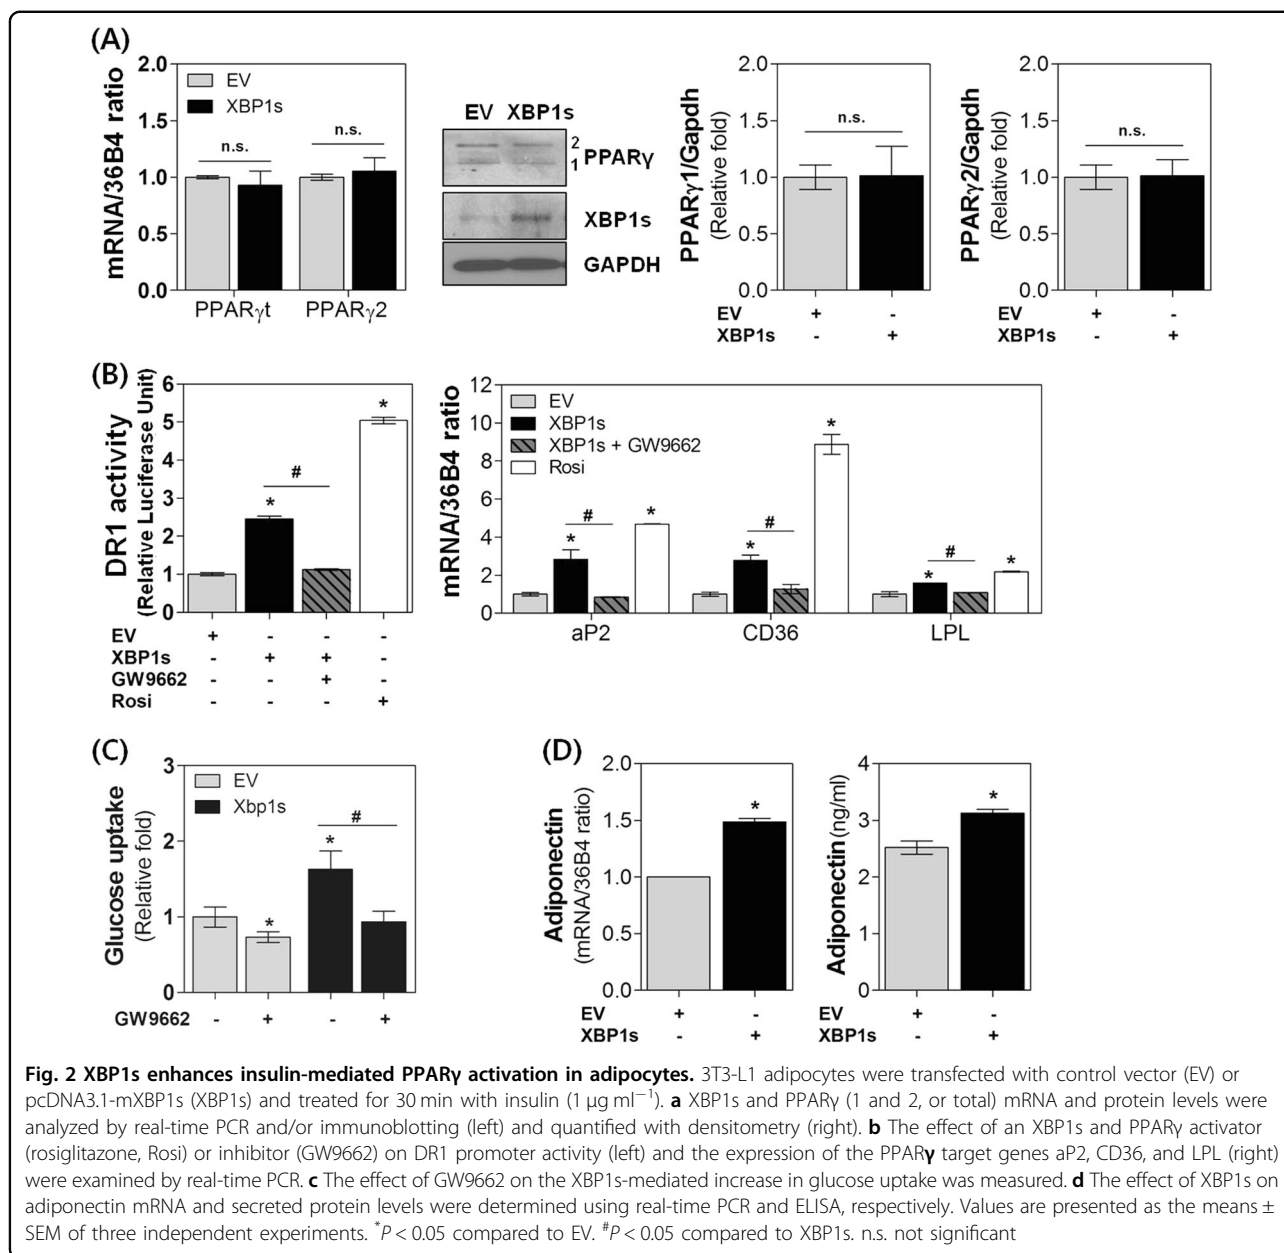 (A)
mRNA/36B4 ratio
2.0
1.5
1.0
0.5
0.0
EV
XBP1s
n.s.
n.s.
PPARγt PPARγ2
EV XBP1s
2
1
PPARγ
XBP1s
GAPDH
PPARγ1/Gapdh
(Relative fold)
2.0
1.5
1.0
0.5
0.0
n.s.
EV + -
XBP1s - +
PPARγ2/Gapdh
(Relative fold)
2.0
1.5
1.0
0.5
0.0
n.s.
EV + -
XBP1s - +
(B)
DR1 activity
(Relative Luciferase Unit)
6
5
4
3
2
1
0
*
#
*
EV + - - -
XBP1s - + + -
GW9662 - - + -
Rosi - - - +
mRNA/36B4 ratio
12
10
8
6
4
2
0
EV
XBP1s
XBP1s + GW9662
Rosi
* # *
* # *
* # *
aP2 CD36 LPL
(C)
Glucose uptake
(Relative fold)
3
2
1
0
EV
Xbp1s
*
*
#
GW9662 - + - +
(D)
Adiponectin
(mRNA/36B4 ratio)
2.0
1.5
1.0
0.5
0.0
*
EV + -
XBP1s - +
Adiponectin (ng/ml)
4
3
2
1
0
*
EV + -
XBP1s - +
Fig. 2 XBP1s enhances insulin-mediated PPARγ activation in adipocytes. 3T3-L1 adipocytes were transfected with control vector (EV) or
pcDNA3.1-mXBP1s (XBP1s) and treated for 30 min with insulin (1 µg ml⁻¹). a XBP1s and PPARγ (1 and 2, or total) mRNA and protein levels were
analyzed by real-time PCR and/or immunoblotting (left) and quantified with densitometry (right). b The effect of an XBP1s and PPARγ activator
(rosiglitazone, Rosi) or inhibitor (GW9662) on DR1 promoter activity (left) and the expression of the PPARγ target genes aP2, CD36, and LPL (right)
were examined by real-time PCR. c The effect of GW9662 on the XBP1s-mediated increase in glucose uptake was measured. d The effect of XBP1s on
adiponectin mRNA and secreted protein levels were determined using real-time PCR and ELISA, respectively. Values are presented as the means ±
SEM of three independent experiments. *P < 0.05 compared to EV. #P < 0.05 compared to XBP1s. n.s. not significant